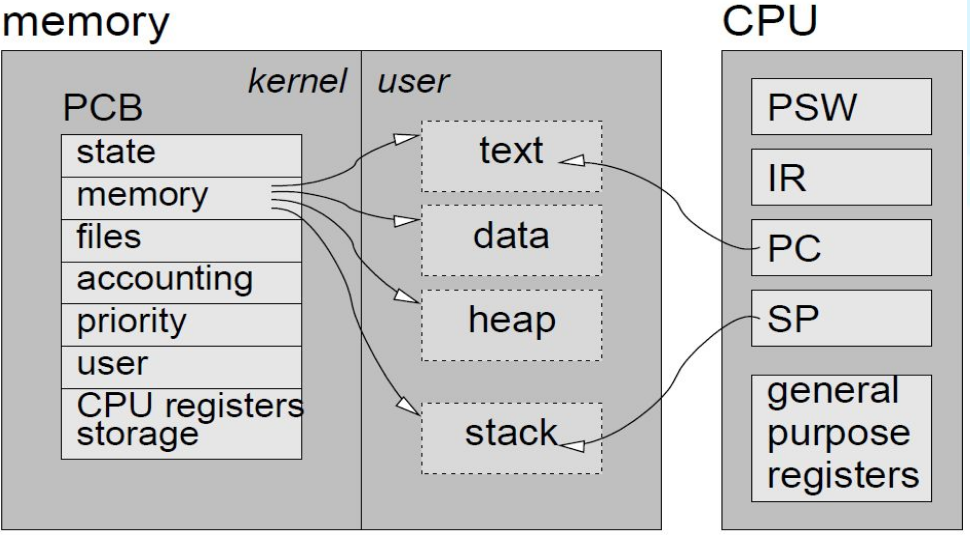 memory
CPU
kernel
user
PCB
state
memory
files
accounting
priority
user
CPU registers
storage
text
data
heap
stack
PSW
IR
PC
SP
general
purpose
registers